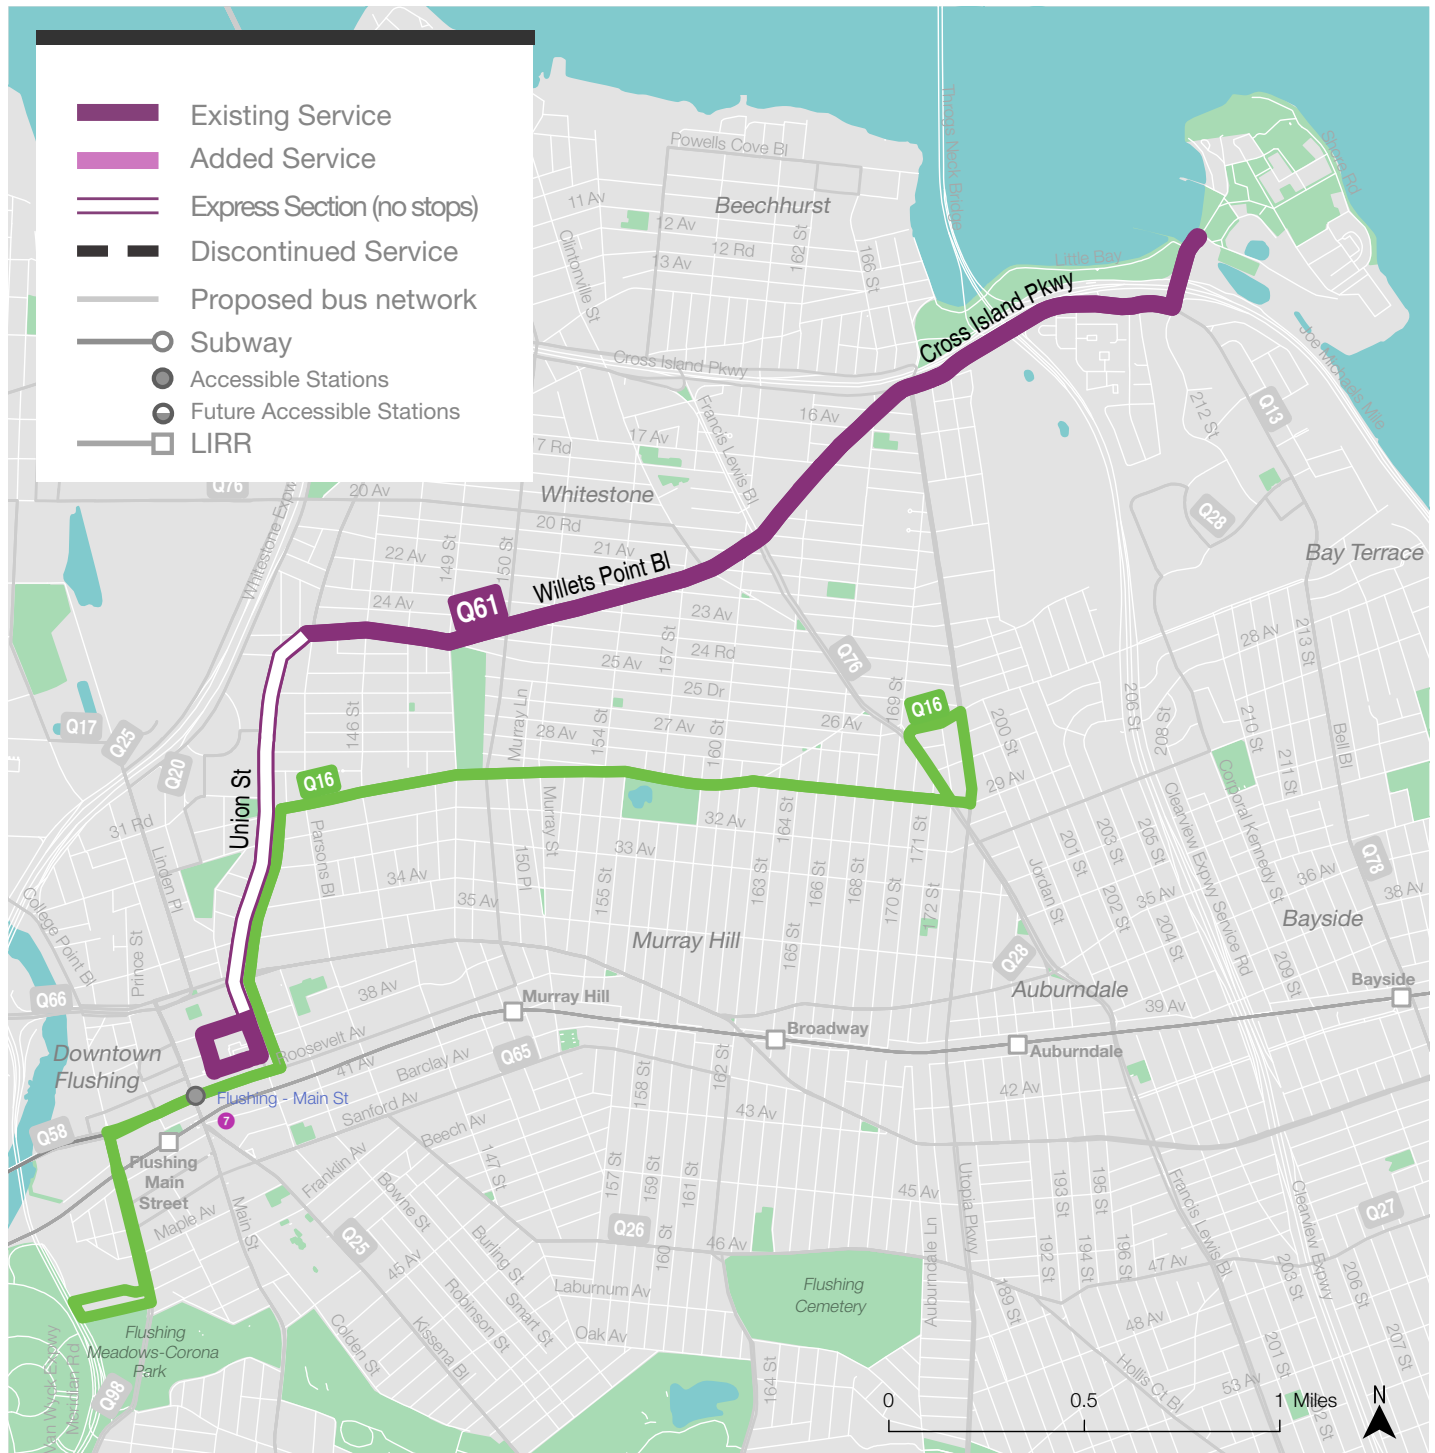 Existing Service
Added Service
Express Section (no stops)
Discontinued Service
Proposed bus network
Subway
Accessible Stations
Future Accessible Stations
LIRR
Powells Cove Bl
Beechhurst
11 Av
12 Av
12 Rd
13 Av
Clintonville St
162 St
166 St
Throgs Neck Bridge
Little Bay
Shore Rd
Cross Island Pkwy
Cross Island Pkwy
Joe Michaels Mile
Francis Lewis Bl
16 Av
17 Av
7 Rd
212 St
Q13
Q76
20 Av
Whitestone
Whitestone Expw
20 Rd
21 Av
22 Av
149 St
150 St
Q28
Bay Terrace
Willets Point Bl
Q61
24 Av
23 Av
24 Rd
157 St
25 Av
25 Dr
Q76
28 Av
213 St
Q17
Q25
Q20
146 St
Murray Ln
28 Av
154 St
27 Av
160 St
26 Av
169 St
Q16
200 St
206 St
208 St
210 St
211 St
Bell Bl
Q16
29 Av
Union St
31 Rd
Linden Pl
Parsons Bl
Murray St
150 Pl
32 Av
33 Av
164 St
171 St
34 Av
35 Av
155 St
163 St
166 St
168 St
170 St
172 St
165 St
Jordan St
201 St
203 St
205 St
202 St
204 St
35 Av
Clearview Expwy Service Rd
Corporal Kennedy St
36 Av
Q78
38 Av
Bayside
209 St
College Point Bl
Prince St
Murray Hill
Q28
Auburndale
Bayside
39 Av
Q66
38 Av
Murray Hill
Broadway
Auburndale
Downtown
Flushing
Roosevelt Av
41 Av
Barclay Av
Q65
Sanford Av
Flushing - Main St
7
158 St
162 St
43 Av
42 Av
Q58
Flushing
Main
Street
Beech Av
147 St
Franklin Av
Bowne St
157 St
159 St
161 St
45 Av
Maple Av
Main St
Q25
45 Av
Burling St
Q26
160 St
46 Av
Auburndale Ln
Utopia Pkwy
193 St
195 St
192 St
194 St
196 St
47 Av
Francis Lewis Bl
Clearview Expwy
Q27
203 St
206 St
Robinson St
Smart St
Laburnum Av
Flushing
Cemetery
189 St
48 Av
Flushing
Meadows-Corona
Park
Colden St
Kissena Bl
Oak Av
Van Wyck Expwy
Meridian Rd
Q98
164 St
Hollis Ct Bl
53 Av
201 St
207 St
0
0.5
1 Miles
N